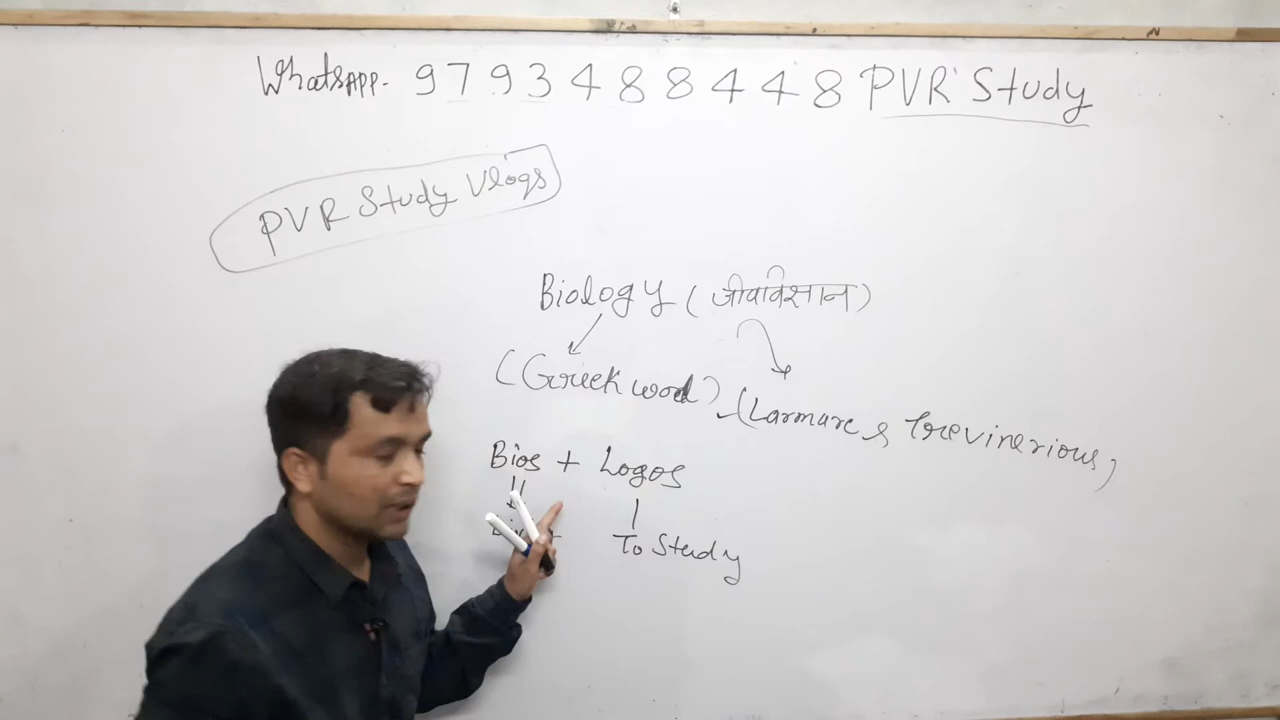 WhatsAPP- 9793488448 PVR Study
PVR Study Vlogs
Biology (जीवविज्ञान)
(Greek word) (Larmarc & Trevinerious,)
Bios + Logos
To Study